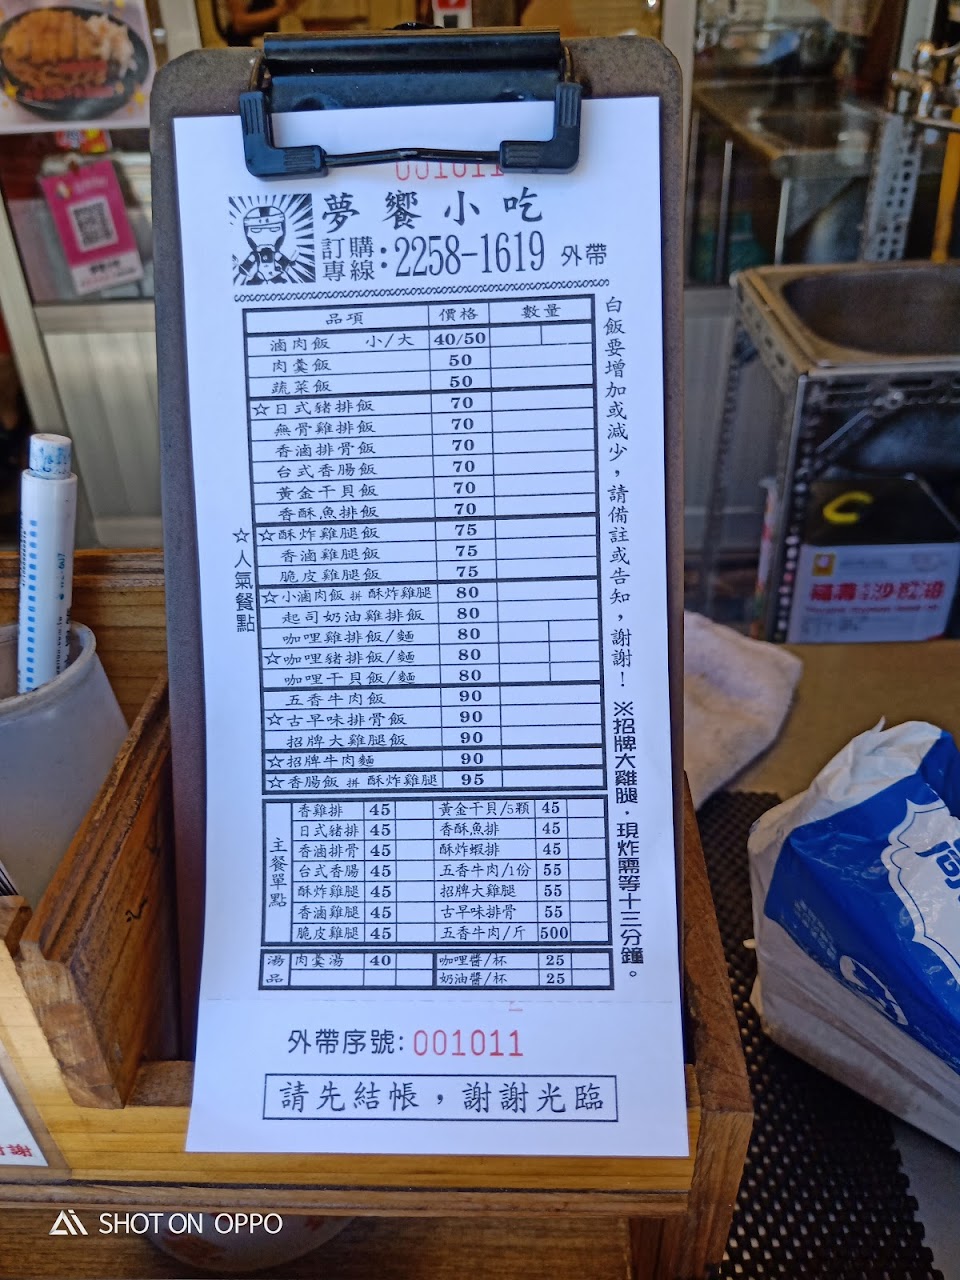 001011
夢饗小吃
訂購專線:2258-1619 外帶
品項 價格 數量
滷肉飯 小/大 40/50
肉羹飯 50
蔬菜飯 50
☆日式豬排飯 70
無骨雞排飯 70
香滷排骨飯 70
台式香腸飯 70
黃金干貝飯 70
香酥魚排飯 70
☆酥炸雞腿飯 75
香滷雞腿飯 75
脆皮雞腿飯 75
☆小滷肉飯 拼 酥炸雞腿 80
起司奶油雞排飯 80
咖哩雞排飯/麵 80
☆咖哩豬排飯/麵 80
咖哩干貝飯/麵 80
五香牛肉飯 90
☆古早味排骨飯 90
招牌大雞腿飯 90
☆招牌牛肉麵 90
☆香腸飯 拼 酥炸雞腿 95
☆人氣餐點
白飯要增加或減少,請備註或告知,謝謝!
※招牌大雞腿.現炸需等十三分鐘。
主餐單點
香雞排 45 黃金干貝/5顆 45
日式豬排 45 香酥魚排 45
香滷排骨 45 酥炸蝦排 45
台式香腸 45 五香牛肉/1份 55
酥炸雞腿 45 招牌大雞腿 55
香滷雞腿 45 古早味排骨 55
脆皮雞腿 45 五香牛肉/斤 500
湯品 肉羹湯 40 咖哩醬/杯 25
奶油醬/杯 25
外帶序號:001011
請先結帳,謝謝光臨
SHOT ON OPPO